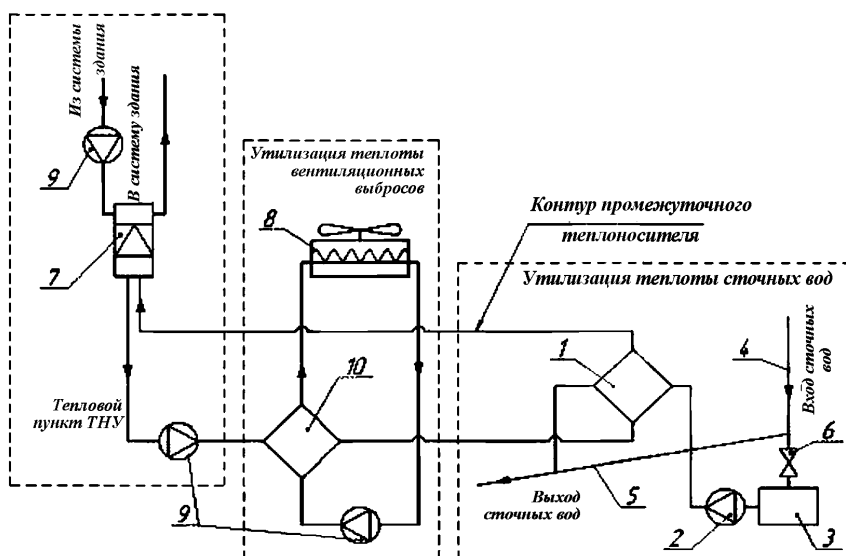 Из системы
здания
В систему здания
9
7
Тепловой
пункт ТНУ
Утилизация теплоты
вентиляционных
выбросов
8
10
9
Контур промежуточного
теплоносителя
Утилизация теплоты сточных вод
1
4
Вход сточных
вод
6
5
Выход
сточных вод
2
3